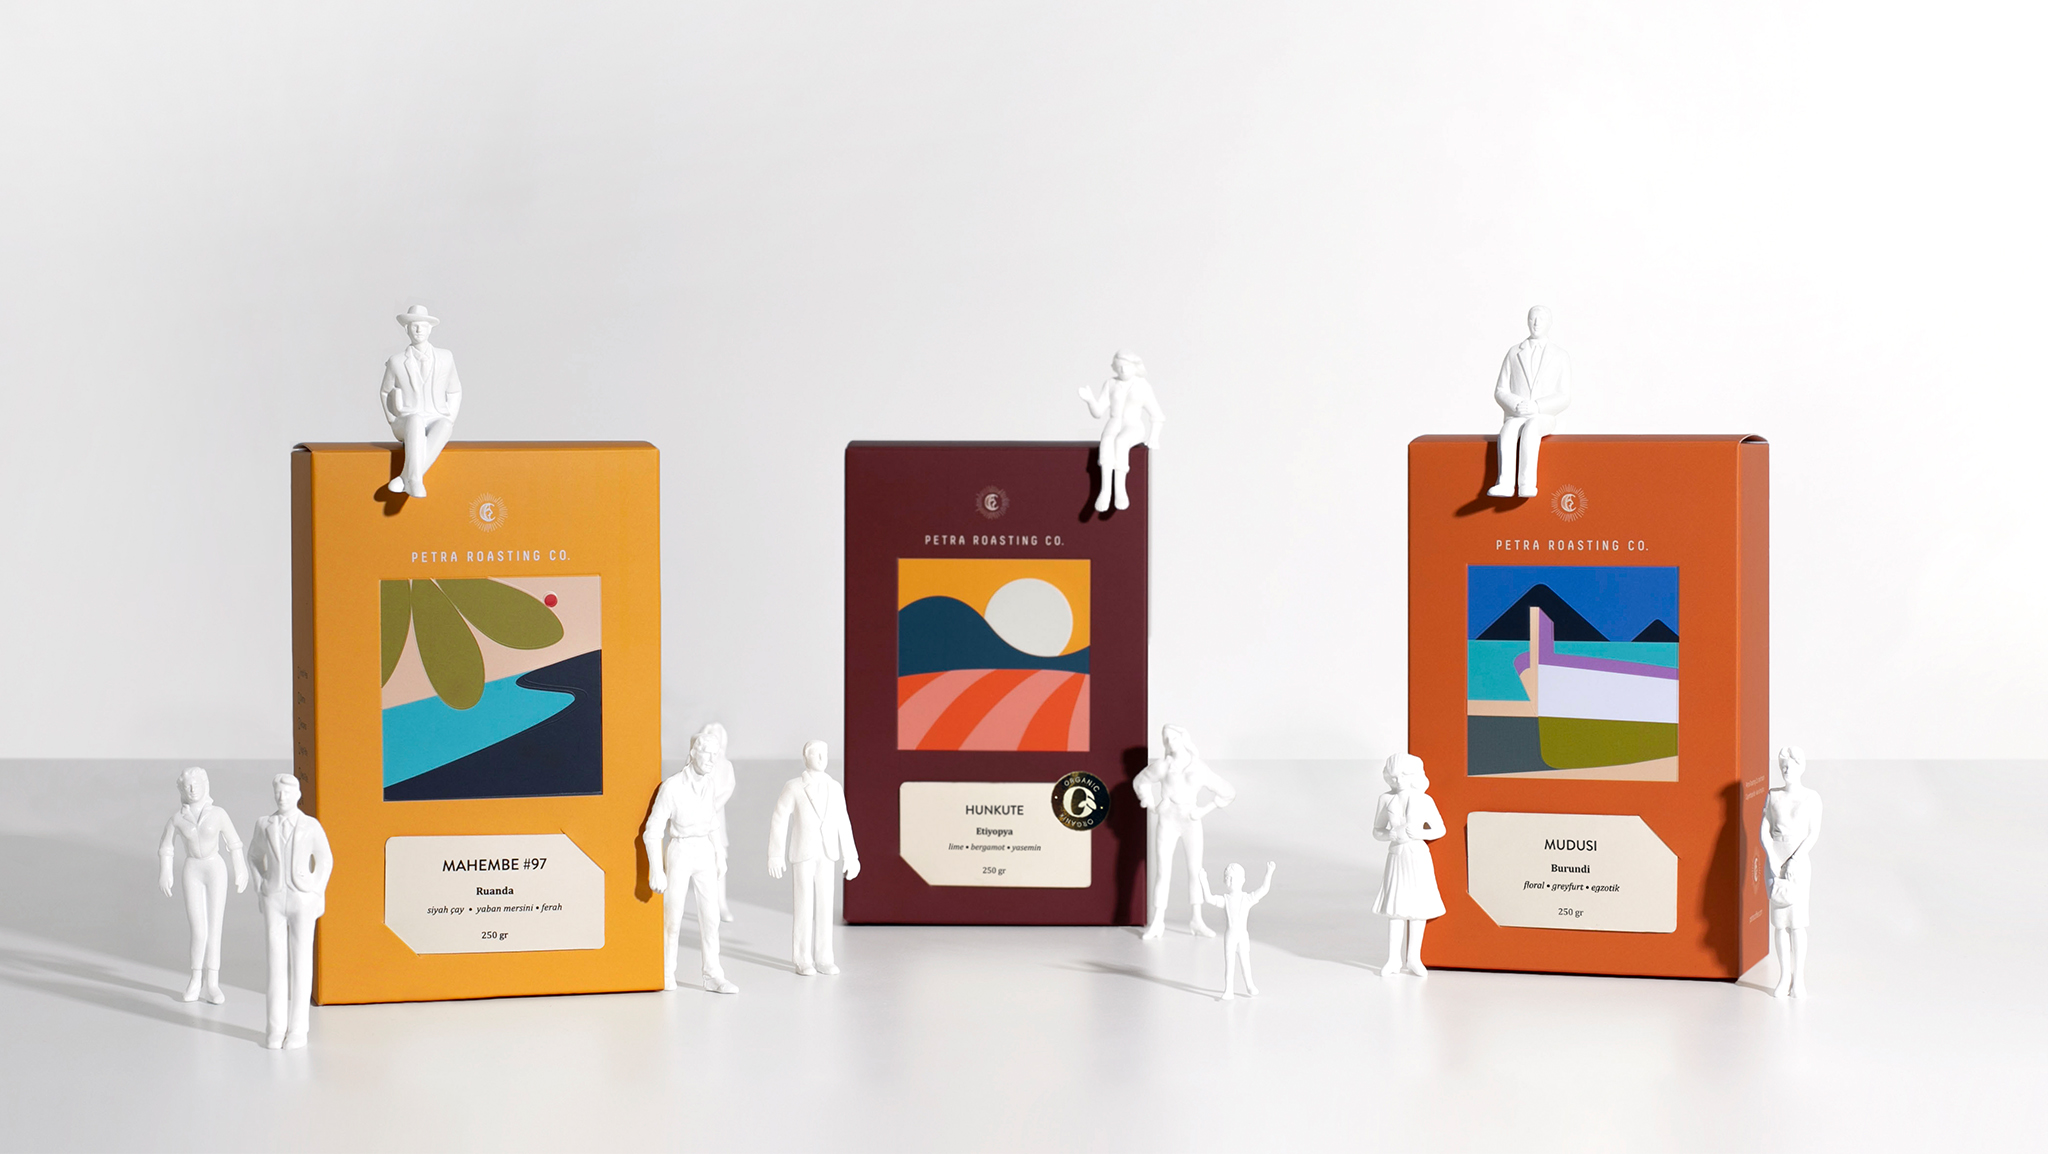 PETRA ROASTING CO.
MAHEMBE #97
Ruanda
siyah çay • yaban mersini • ferah
250 gr
PETRA ROASTING CO.
HUNKUTE
Etiyopya
lime • bergamot • yasemin
250 gr
ORGANIC
ORGANIC
PETRA ROASTING CO.
MUDUSI
Burundi
floral • greyfurt • egzotik
250 gr